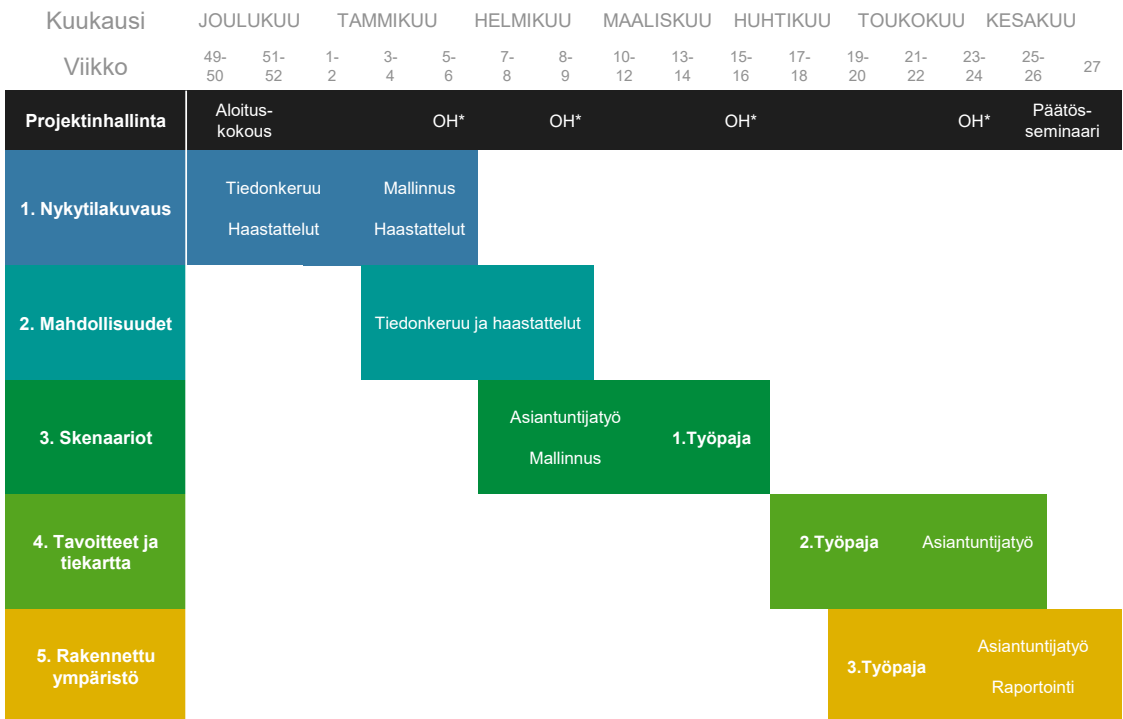 Kuukausi JOULUKUU TAMMIKUU HELMIKUU MAALISKUU HUHTIKUU TOUKOKUU KESAKUU
Viikko 49- 51- 1- 3- 5- 7- 8- 10- 13- 15- 17- 19- 21- 23- 25- 27
50 52 2 4 6 8 9 12 14 16 18 20 22 24 26
Projektinhallinta
Aloitus-
kokous
OH* OH* OH* OH*
Päätös-
seminaari
1. Nykytilakuvaus
Tiedonkeruu Mallinnus
Haastattelut Haastattelut
2. Mahdollisuudet
Tiedonkeruu ja haastattelut
3. Skenaariot
Asiantuntijatyö
Mallinnus
1.Työpaja
4. Tavoitteet ja
tiekartta
2.Työpaja Asiantuntijatyö
5. Rakennettu
ympäristö
3.Työpaja
Asiantuntijatyö
Raportointi